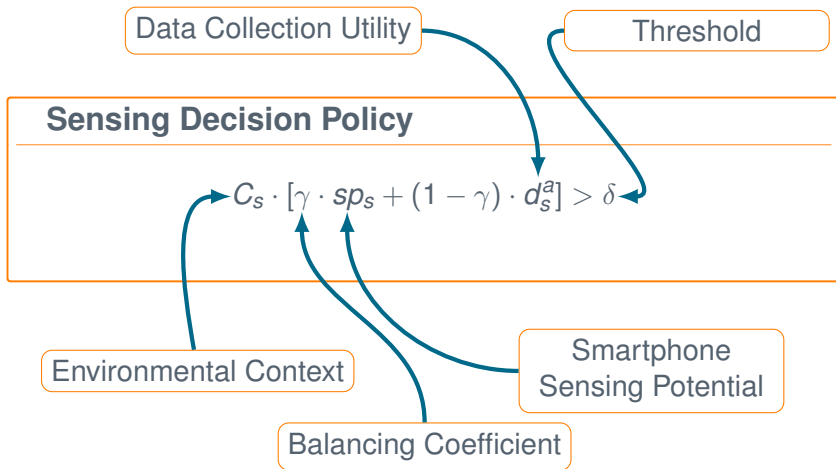 Data Collection Utility
Threshold
Sensing Decision Policy
C_s · [γ · sp_s + (1 − γ) · d_s^a] > δ
Environmental Context
Smartphone
Sensing Potential
Balancing Coefficient